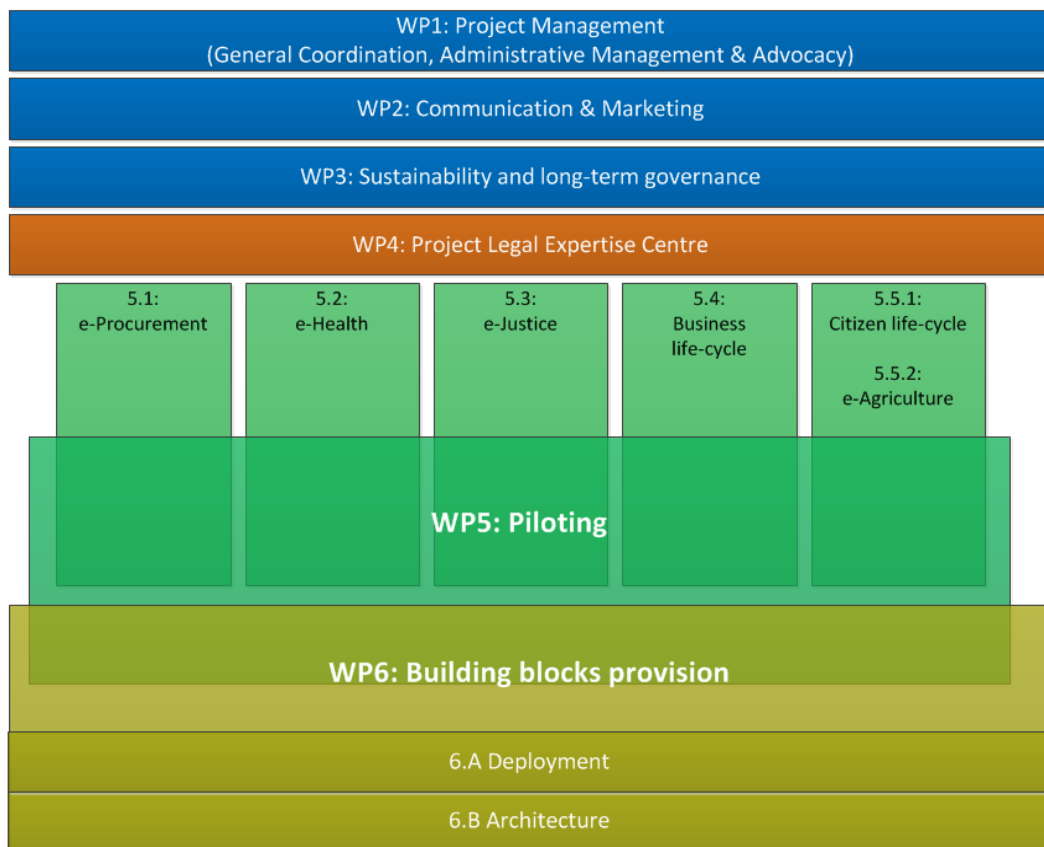 WP1: Project Management
(General Coordination, Administrative Management & Advocacy)
WP2: Communication & Marketing
WP3: Sustainability and long-term governance
WP4: Project Legal Expertise Centre
5.1:
e-Procurement
5.2:
e-Health
5.3:
e-Justice
5.4:
Business
life-cycle
5.5.1:
Citizen life-cycle
5.5.2:
e-Agriculture
WP5: Piloting
WP6: Building blocks provision
6.A Deployment
6.B Architecture